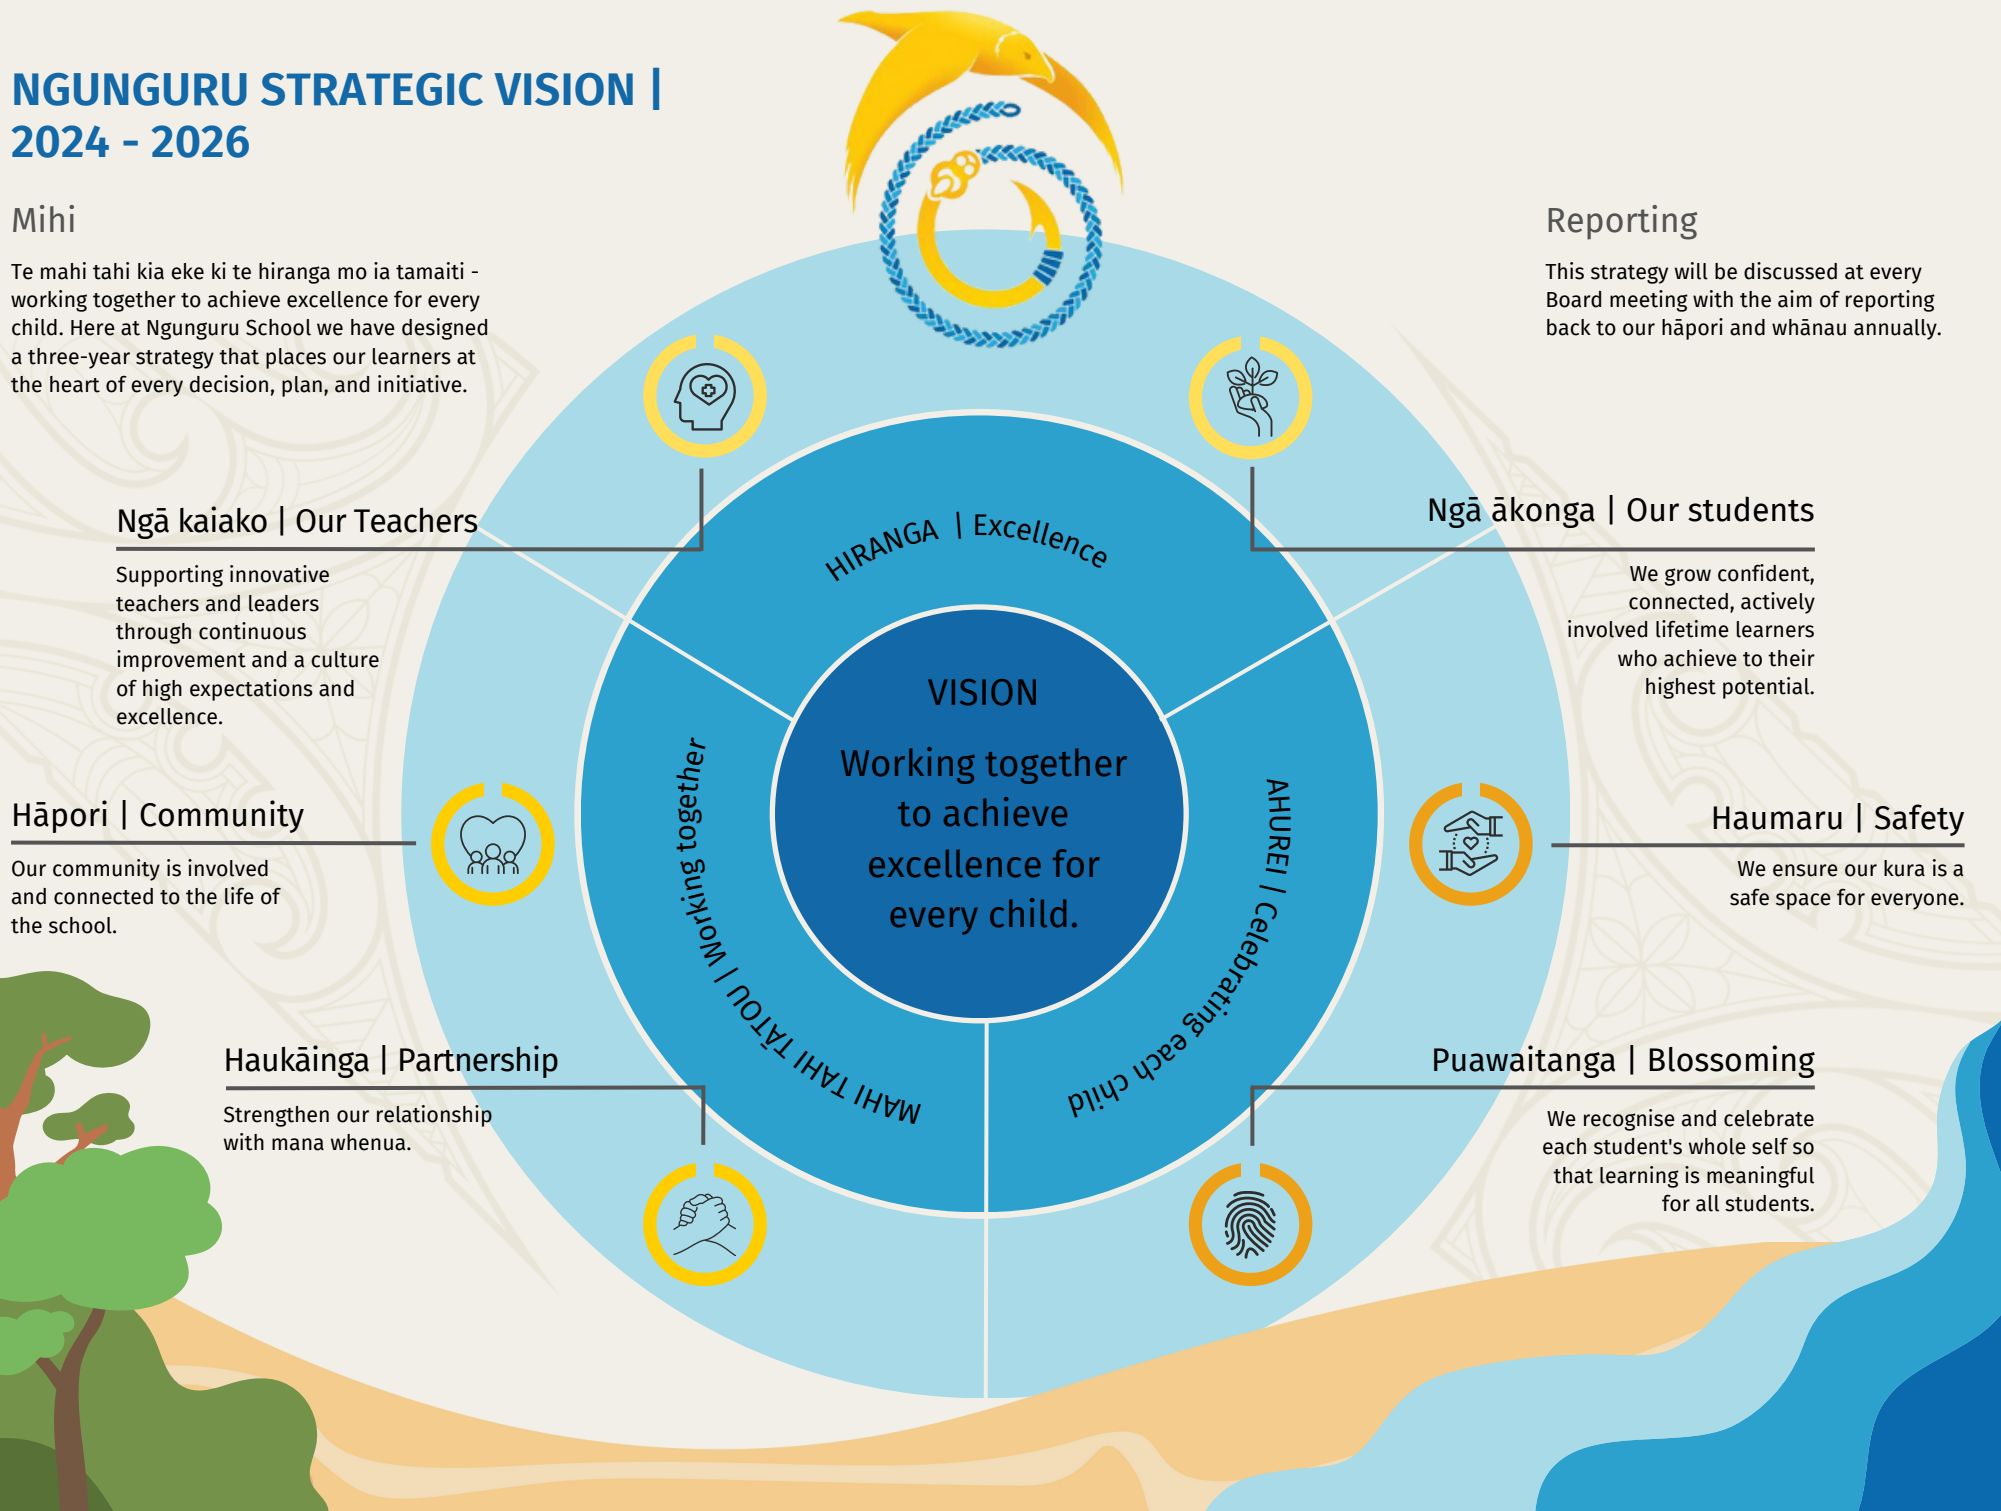 NGUNGURU STRATEGIC VISION |
2024 - 2026
Mihi
Te mahi tahi kia eke ki te hiranga mo ia tamaiti -
working together to achieve excellence for every
child. Here at Ngunguru School we have designed
a three-year strategy that places our learners at
the heart of every decision, plan, and initiative.
Reporting
This strategy will be discussed at every
Board meeting with the aim of reporting
back to our hāpori and whānau annually.
Ngā kaiako | Our Teachers
Supporting innovative
teachers and leaders
through continuous
improvement and a culture
of high expectations and
excellence.
Ngā ākonga | Our students
We grow confident,
connected, actively
involved lifetime learners
who achieve to their
highest potential.
HIRANGA | Excellence
VISION
Working together
to achieve
excellence for
every child.
MAHI TAHI TĀTOU | Working together
AHUREI | Celebrating each child
Hāpori | Community
Our community is involved
and connected to the life of
the school.
Haumaru | Safety
We ensure our kura is a
safe space for everyone.
Haukāinga | Partnership
Strengthen our relationship
with mana whenua.
Puawaitanga | Blossoming
We recognise and celebrate
each student's whole self so
that learning is meaningful
for all students.